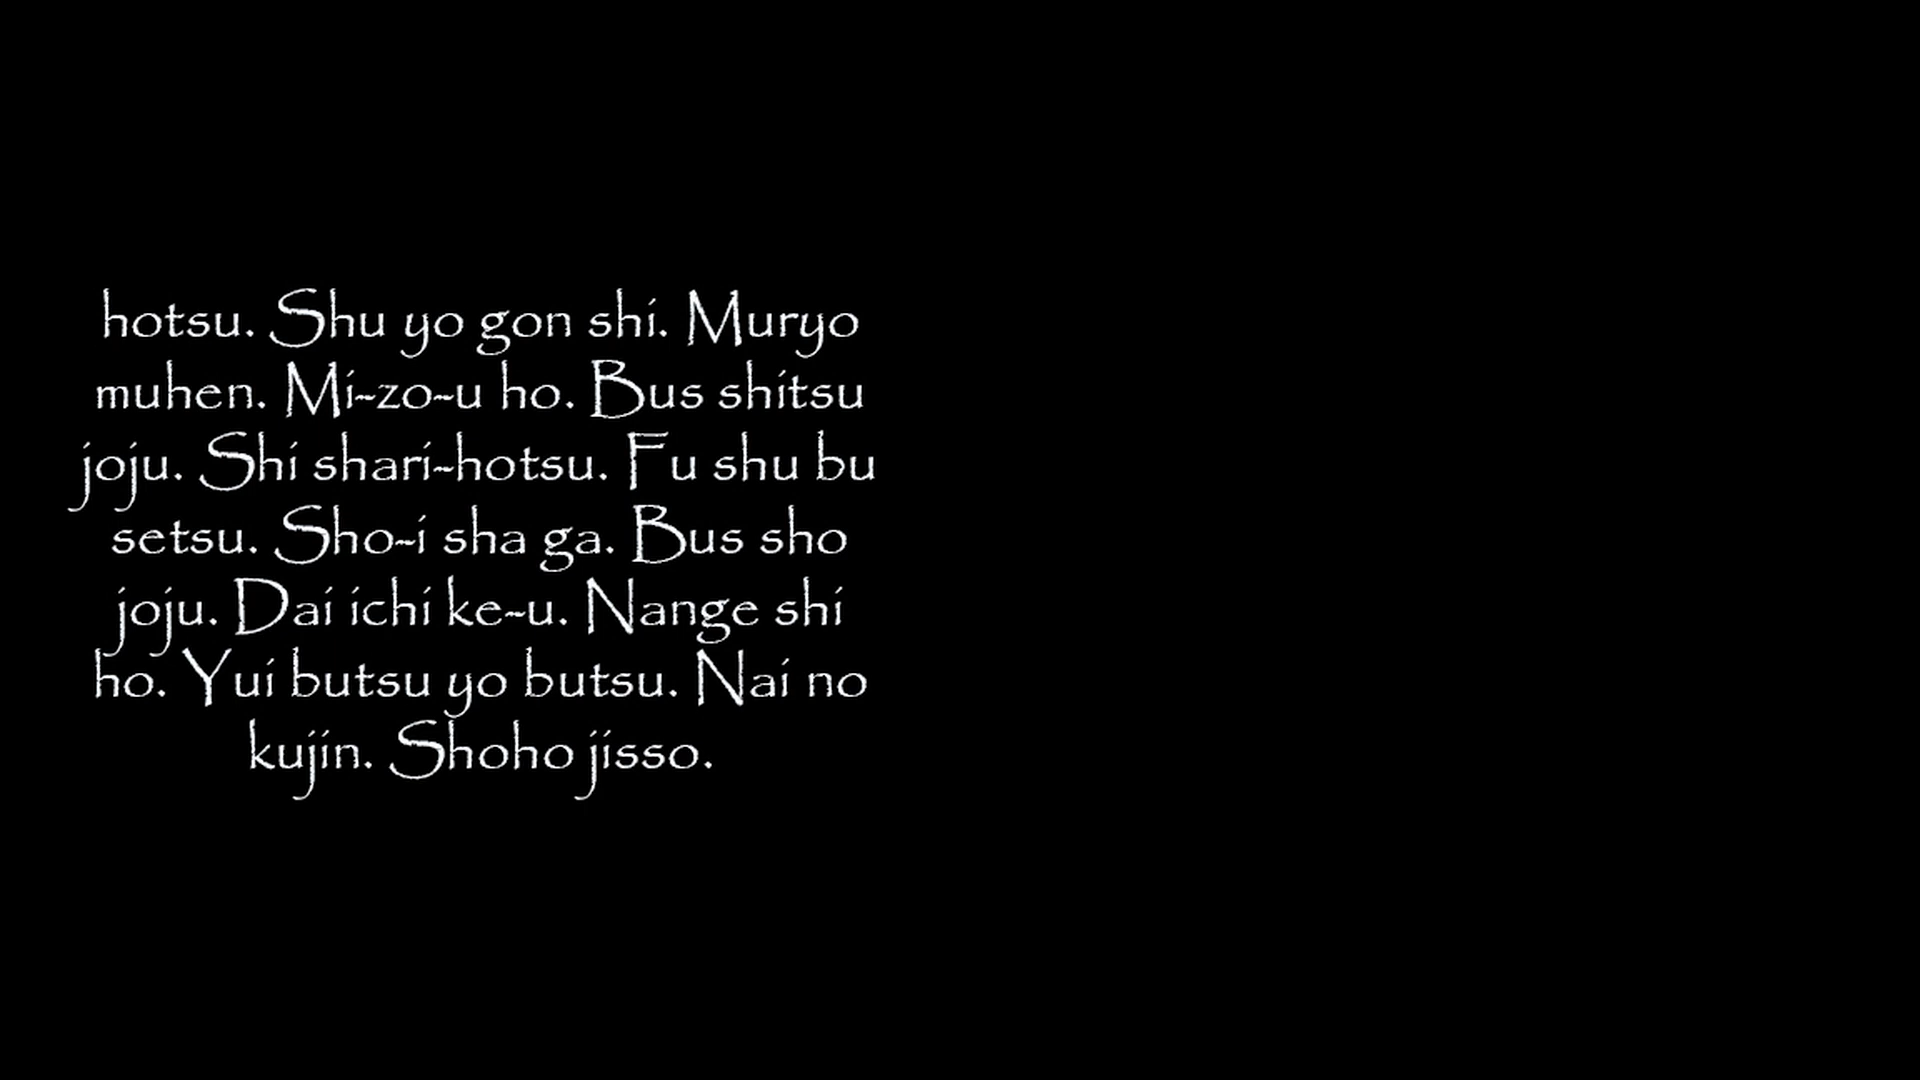 hotsu. Shu yo gon shi. Muryo
muhen. Mi-zo-u ho. Bus shitsu
joju. Shi shari-hotsu. Fu shu bu
setsu. Sho-i sha ga. Bus sho
joju. Dai ichi ke-u. Nange shi
ho. Yui butsu yo butsu. Nai no
kujin. Shoho jisso.